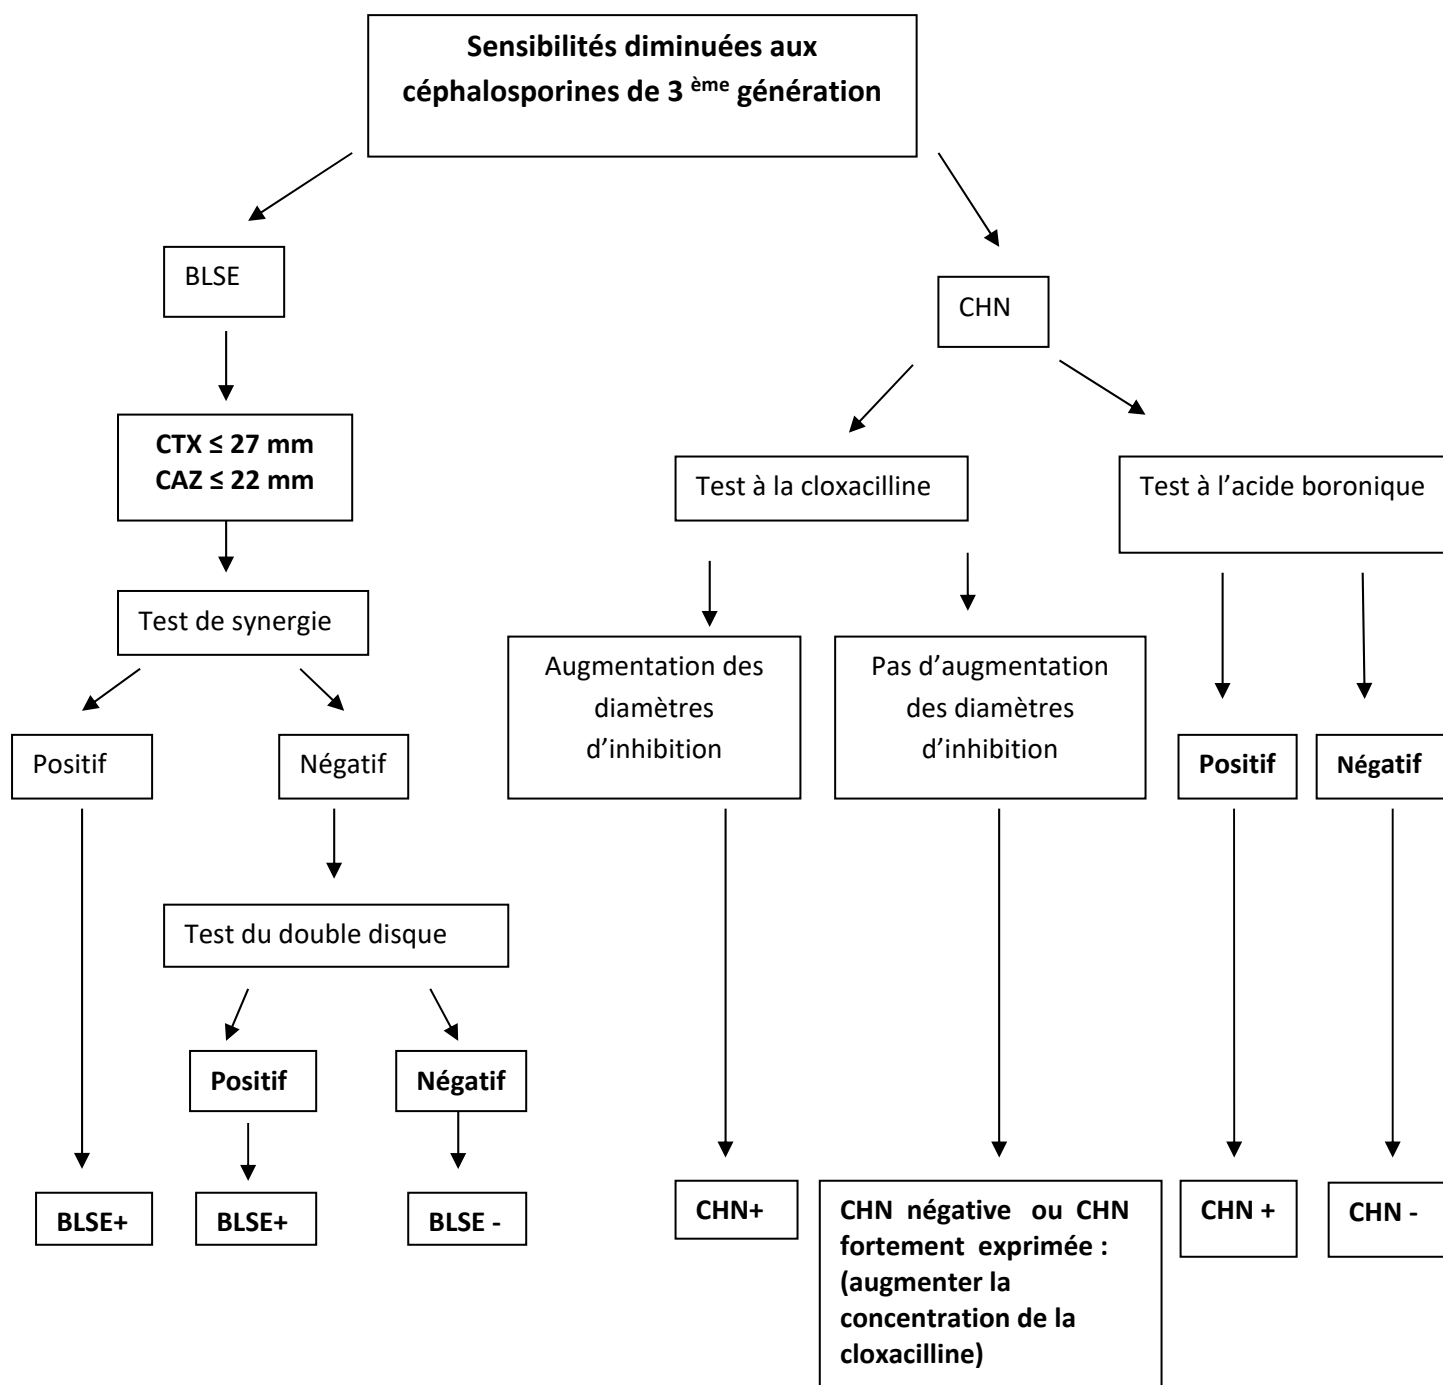 Sensibilités diminuées aux
céphalosporines de 3 ème génération
BLSE
CHN
CTX ≤ 27 mm
CAZ ≤ 22 mm
Test à la cloxacilline
Test à l’acide boronique
Test de synergie
Augmentation des
diamètres
d’inhibition
Pas d’augmentation
des diamètres
d’inhibition
Positif
Négatif
Positif
Négatif
Test du double disque
Positif
Négatif
BLSE+
BLSE+
BLSE -
CHN+
CHN négative ou CHN
fortement exprimée :
(augmenter la
concentration de la
cloxacilline)
CHN +
CHN -